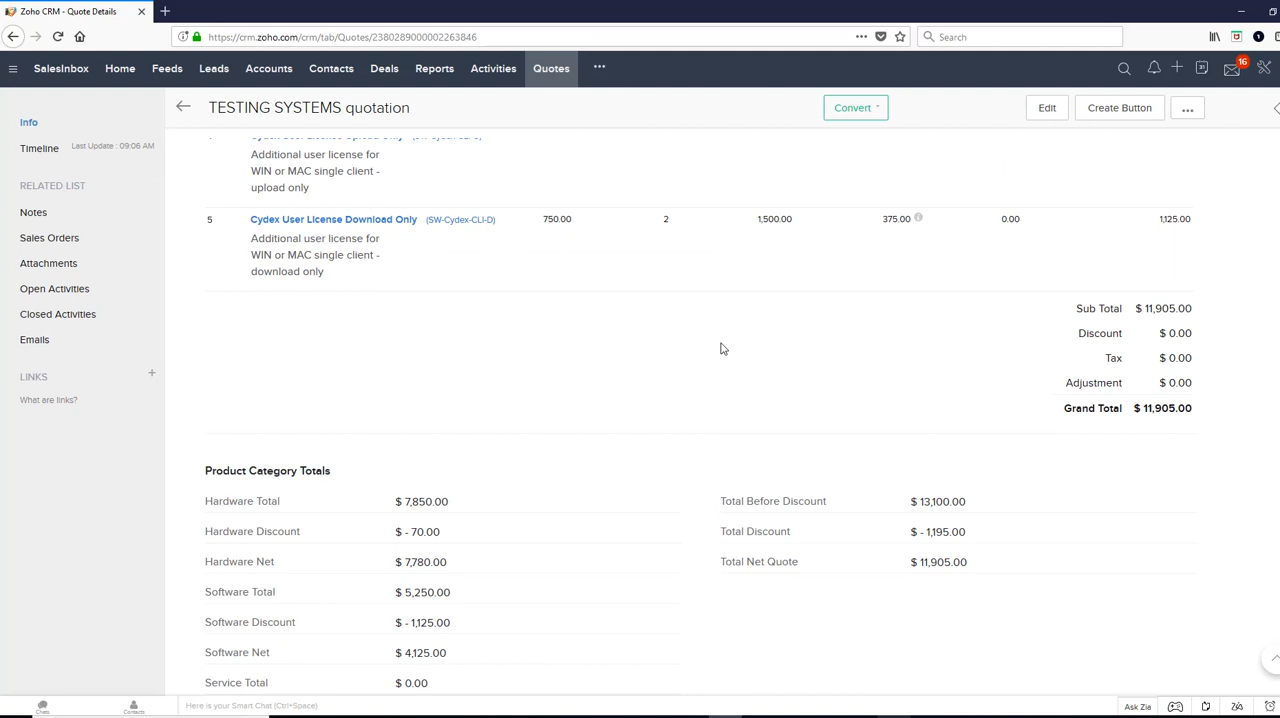 Zoho CRM - Quote Details
https://crm.zoho.com/crm/tab/Quotes/2380289000002263846
Search
SalesInbox Home Feeds Leads Accounts Contacts Deals Reports Activities Quotes
16
TESTING SYSTEMS quotation
Convert
Edit
Create Button
Info
Timeline
Last Update : 09:06 AM
RELATED LIST
Notes
Sales Orders
Attachments
Open Activities
Closed Activities
Emails
LINKS
What are links?
Additional user license for
WIN or MAC single client -
upload only
5 Cydex User License Download Only (SW-Cydex-CLI-D) 750.00 2 1,500.00 375.00 0.00 1,125.00
Additional user license for
WIN or MAC single client -
download only
Sub Total $ 11,905.00
Discount $ 0.00
Tax $ 0.00
Adjustment $ 0.00
Grand Total $ 11,905.00
Product Category Totals
Hardware Total $ 7,850.00
Hardware Discount $ - 70.00
Hardware Net $ 7,780.00
Software Total $ 5,250.00
Software Discount $ - 1,125.00
Software Net $ 4,125.00
Service Total $ 0.00
Total Before Discount $ 13,100.00
Total Discount $ - 1,195.00
Total Net Quote $ 11,905.00
Chats
Contacts
Here is your Smart Chat (Ctrl+Space)
Ask Zia